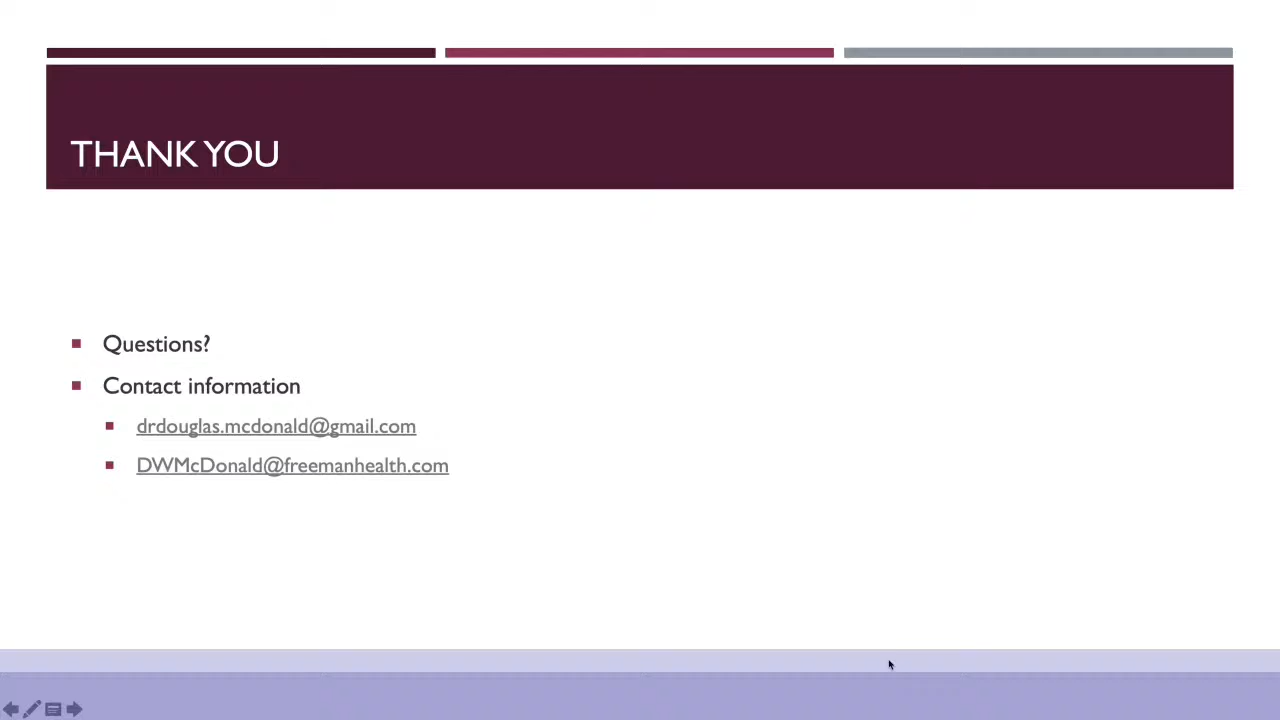 THANK YOU
Questions?
Contact information
drdouglas.mcdonald@gmail.com
DWMcDonald@freemanhealth.com